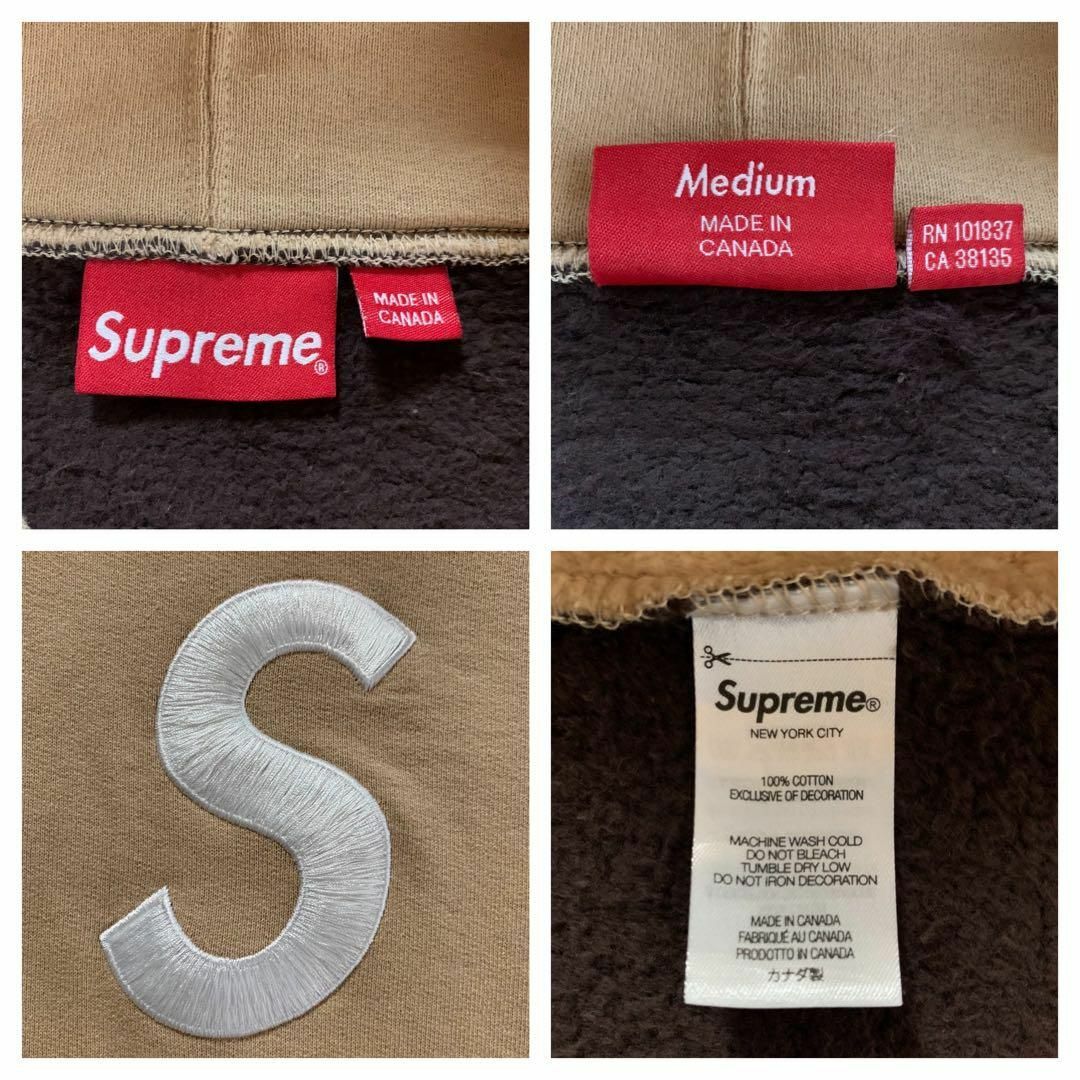 Supreme®
MADE IN
CANADA
Medium
MADE IN
CANADA
RN 101837
CA 38135
S
Supreme®
NEW YORK CITY
100% COTTON
EXCLUSIVE OF DECORATION
MACHINE WASH COLD
DO NOT BLEACH
TUMBLE DRY LOW
DO NOT IRON DECORATION
MADE IN CANADA
FABRIQUÉ AU CANADA
PRODOTTO IN CANADA
カナダ製